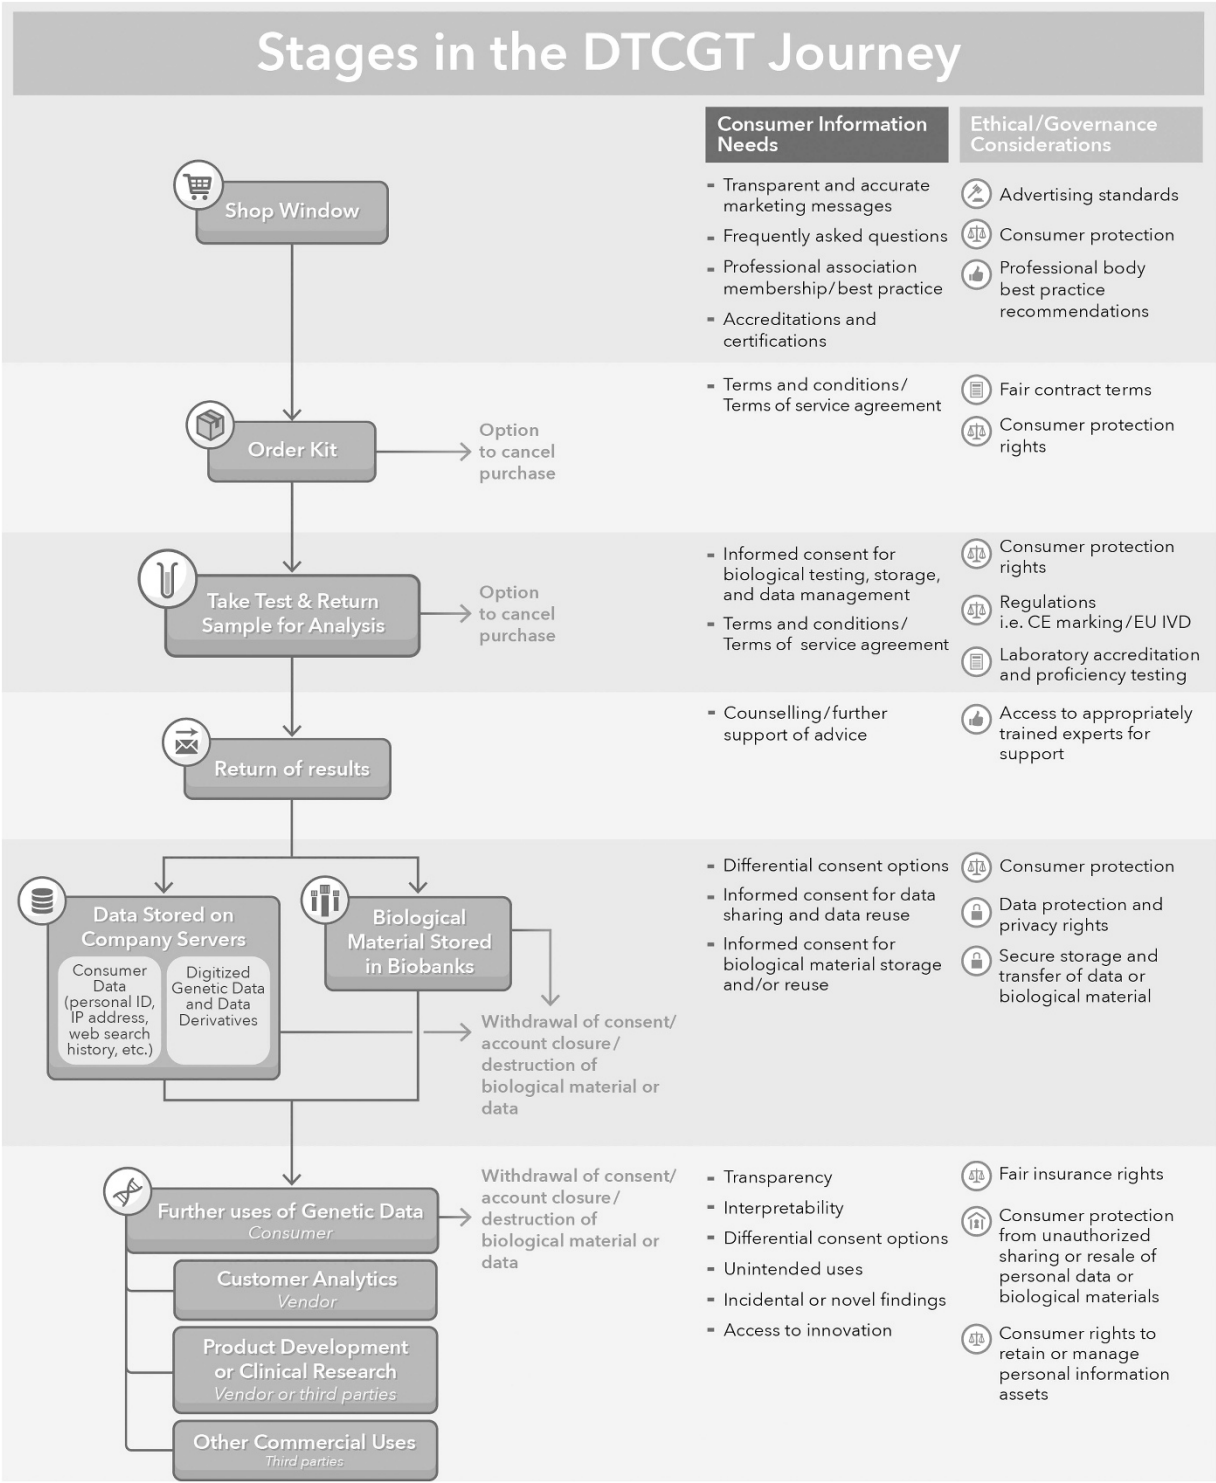 Stages in the DTCGT Journey
Consumer Information
Needs
Ethical/Governance
Considerations
Shop Window
- Transparent and accurate
marketing messages
- Frequently asked questions
- Professional association
membership/best practice
- Accreditations and
certifications
Advertising standards
Consumer protection
Professional body
best practice
recommendations
Order Kit
Option
to cancel
purchase
- Terms and conditions/
Terms of service agreement
Fair contract terms
Consumer protection
rights
Take Test & Return
Sample for Analysis
Option
to cancel
purchase
- Informed consent for
biological testing, storage,
and data management
- Terms and conditions/
Terms of service agreement
Consumer protection
rights
Regulations
i.e. CE marking/EU IVD
Laboratory accreditation
and proficiency testing
Return of results
- Counselling/further
support of advice
Access to appropriately
trained experts for
support
Data Stored on
Company Servers
Consumer
Data
(personal ID,
IP address,
web search
history, etc.)
Digitized
Genetic Data
and Data
Derivatives
Biological
Material Stored
in Biobanks
Withdrawal of consent/
account closure/
destruction of
biological material or
data
- Differential consent options
- Informed consent for data
sharing and data reuse
- Informed consent for
biological material storage
and/or reuse
Consumer protection
Data protection and
privacy rights
Secure storage and
transfer of data or
biological material
Further uses of Genetic Data
Consumer
Customer Analytics
Vendor
Product Development
or Clinical Research
Vendor or third parties
Other Commercial Uses
Third parties
Withdrawal of consent/
account closure/
destruction of
biological material or
data
- Transparency
- Interpretability
- Differential consent options
- Unintended uses
- Incidental or novel findings
- Access to innovation
Fair insurance rights
Consumer protection
from unauthorized
sharing or resale of
personal data or
biological materials
Consumer rights to
retain or manage
personal information
assets